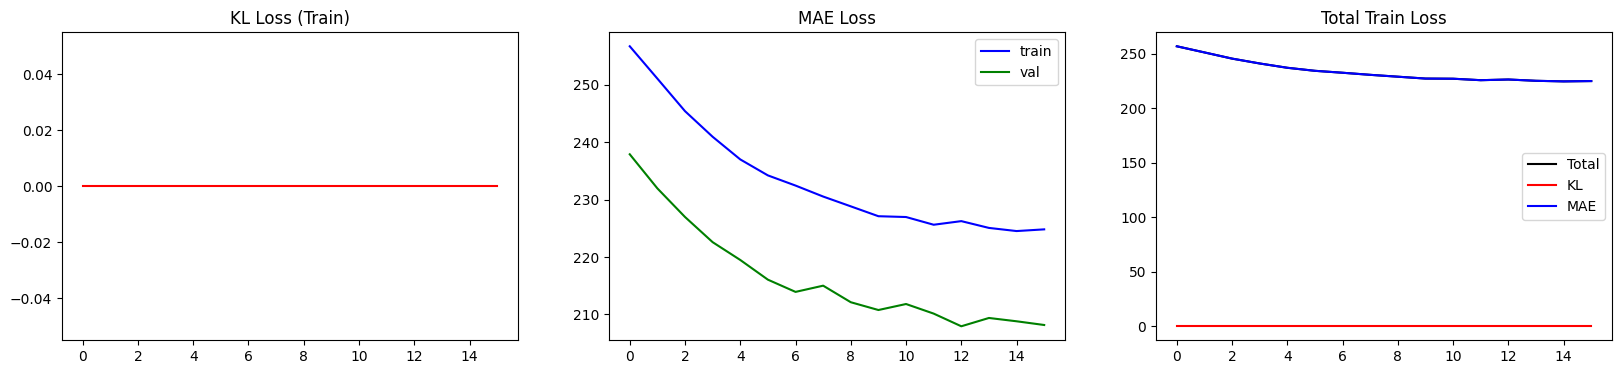 KL Loss (Train)
0.04
0.02
0.00
−0.02
−0.04
0 2 4 6 8 10 12 14
MAE Loss
train
val
250
240
230
220
210
0 2 4 6 8 10 12 14
Total Train Loss
250
200
150
100
50
0
Total
KL
MAE
0 2 4 6 8 10 12 14